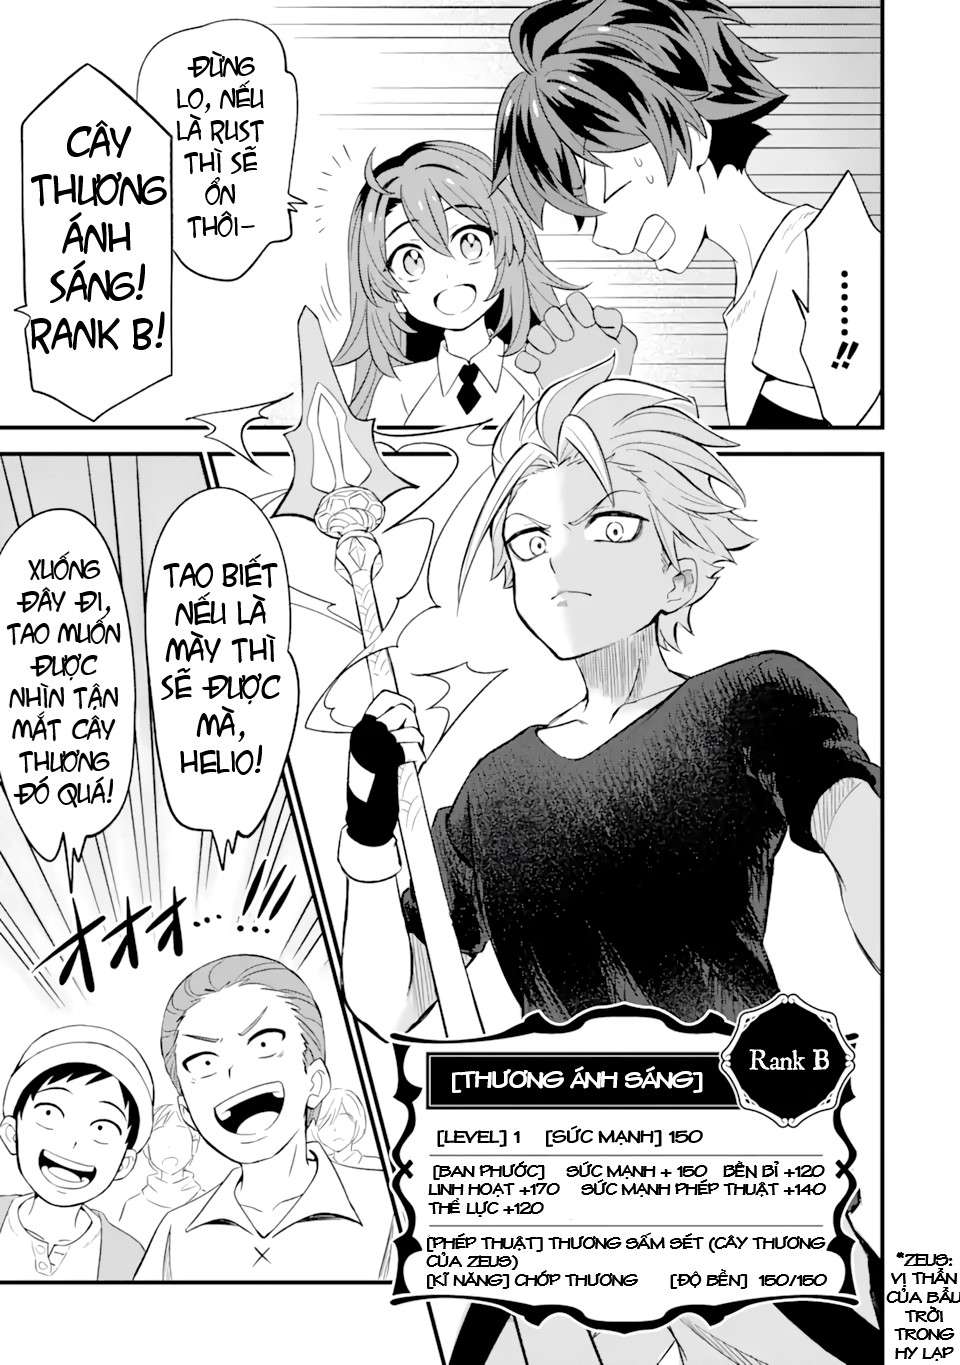 ĐỪNG
LO, NẾU
LÀ RUST
THÌ SẼ
ỔN
THÔI-
CÂY
THƯƠNG
ÁNH
SÁNG!
RANK B!
........!!
TAO BIẾT
NẾU LÀ
MÀY THÌ
SẼ ĐƯỢC
MÀ,
HELIO!
XUỐNG
ĐÂY ĐI,
TAO MUỐN
ĐƯỢC
NHÌN TẬN
MẮT CÂY
THƯƠNG
ĐÓ QUÁ!
オオオ...!!!
Rank B
[THƯƠNG ÁNH SÁNG]
[LEVEL] 1 [SỨC MẠNH] 150
[BAN PHƯỚC] SỨC MẠNH + 150 BỀN BỈ +120
LINH HOẠT +170 SỨC MẠNH PHÉP THUẬT +140
THỂ LỰC +120
[PHÉP THUẬT] THƯƠNG SẤM SÉT (CÂY THƯƠNG
CỦA ZEUS)
[KĨ NĂNG] CHỚP THƯƠNG [ĐỘ BỀN] 150/150
*ZEUS:
VỊ THẦN
CỦA BẦU
TRỜI
TRONG
HY LẠP